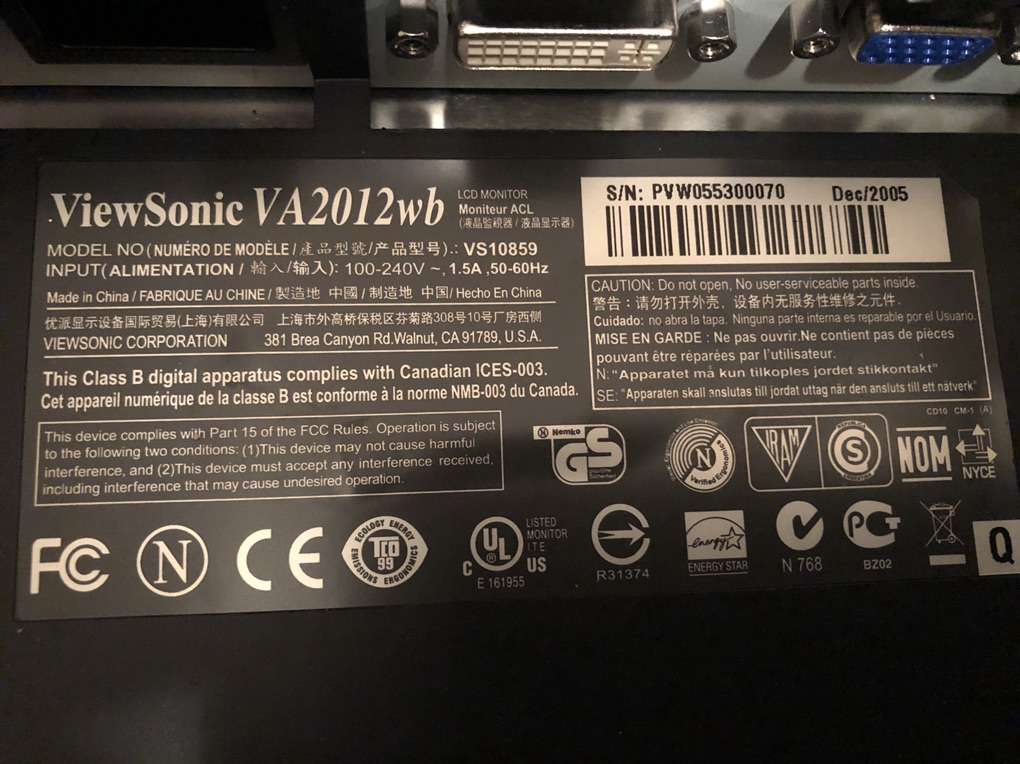 ViewSonic VA2012wb
LCD MONITOR
Moniteur ACL
(液晶監視器 / 液晶显示器)
MODEL NO (NUMÉRO DE MODÈLE / 產品型號/产品型号).: VS10859
INPUT(ALIMENTATION / 輸入/输入): 100-240V ~, 1.5A ,50-60Hz
Made in China / FABRIQUE AU CHINE / 製造地 中國 / 制造地 中国/ Hecho En China
优派显示设备国际贸易(上海)有限公司 上海市外高桥保税区芬菊路308号10号厂房西侧
VIEWSONIC CORPORATION 381 Brea Canyon Rd.Walnut, CA 91789, U.S.A.
This Class B digital apparatus complies with Canadian ICES-003.
Cet appareil numérique de la classe B est conforme à la norme NMB-003 du Canada.
This device complies with Part 15 of the FCC Rules. Operation is subject
to the following two conditions: (1)This device may not cause harmful
interference, and (2)This device must accept any interference received,
including interference that may cause undesired operation.
S/N: PVW055300070 Dec/2005
CAUTION: Do not open, No user-serviceable parts inside.
警告：请勿打开外壳，设备内无服务性维修之元件.
Cuidado: no abra la tapa. Ninguna parte interna es reparable por el Usuario.
MISE EN GARDE : Ne pas ouvrir.Ne contient pas de pièces
pouvant être réparées par l'utilisateur.
N: "Apparatet må kun tilkoples jordet stikkontakt"
SE: "Apparaten skall anslutas till jordat uttag när den ansluts till ett nätverk"
CD10 CM-1 (A)
N Nemko
GS
N
Verified Ergonomics
IRAM
S
NOM
NYCE
FC
N
CE
ECOLOGY ENERGY
TCO
99
EMISSIONS ERGONOMICS
C UL US
LISTED
MONITOR
I.T.E.
E 161955
R31374
energy
ENERGY STAR
N 768
PCT
BZ02
Q